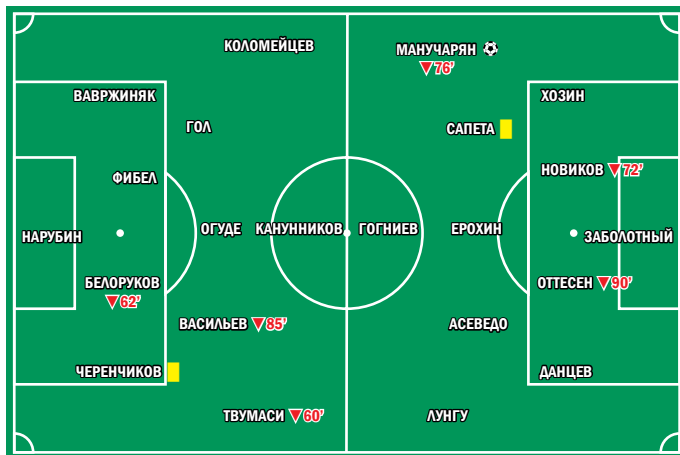 КОЛОМЕЙЦЕВ
МАНУЧАРЯН
76'
ВАВРЖИНЯК
ХОЗИН
ГОЛ
САПЕТА
ФИБЕЛ
НОВИКОВ 72'
НАРУБИН
ОГУДЕ
КАНУННИКОВ
ГОГНИЕВ
ЕРОХИН
ЗАБОЛОТНЫЙ
БЕЛОРУКОВ
62'
ОТТЕСЕН 90'
ВАСИЛЬЕВ 85'
АСЕВЕДО
ЧЕРЕНЧИКОВ
ДАНЦЕВ
ТВУМАСИ 60'
ЛУНГУ